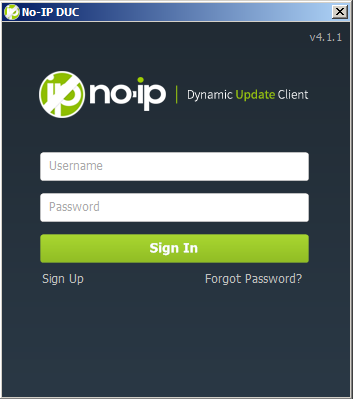 No-IP DUC
v4.1.1
ip no-ip | Dynamic Update Client
Username
Password
Sign In
Sign Up Forgot Password?